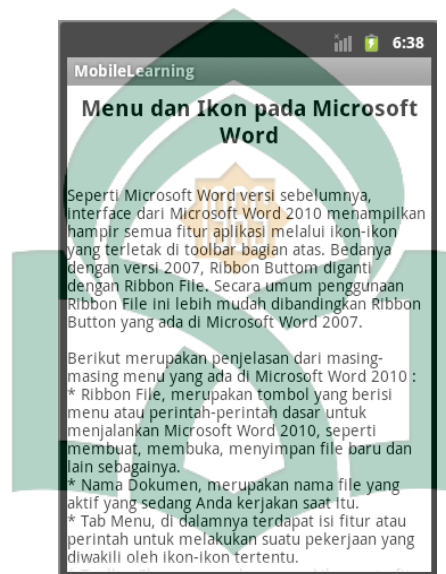 6:38
MobileLearning
Menu dan Ikon pada Microsoft
Word
Seperti Microsoft Word versi sebelumnya,
interface dari Microsoft Word 2010 menampilkan
hampir semua fitur aplikasi melalui ikon-ikon
yang terletak di toolbar bagian atas. Bedanya
dengan versi 2007, Ribbon Buttom diganti
dengan Ribbon File. Secara umum penggunaan
Ribbon File ini lebih mudah dibandingkan Ribbon
Button yang ada di Microsoft Word 2007.
Berikut merupakan penjelasan dari masing-
masing menu yang ada di Microsoft Word 2010 :
* Ribbon File, merupakan tombol yang berisi
menu atau perintah-perintah dasar untuk
menjalankan Microsoft Word 2010, seperti
membuat, membuka, menyimpan file baru dan
lain sebagainya.
* Nama Dokumen, merupakan nama file yang
aktif yang sedang Anda kerjakan saat itu.
* Tab Menu, di dalamnya terdapat isi fitur atau
perintah untuk melakukan suatu pekerjaan yang
diwakili oleh ikon-ikon tertentu.